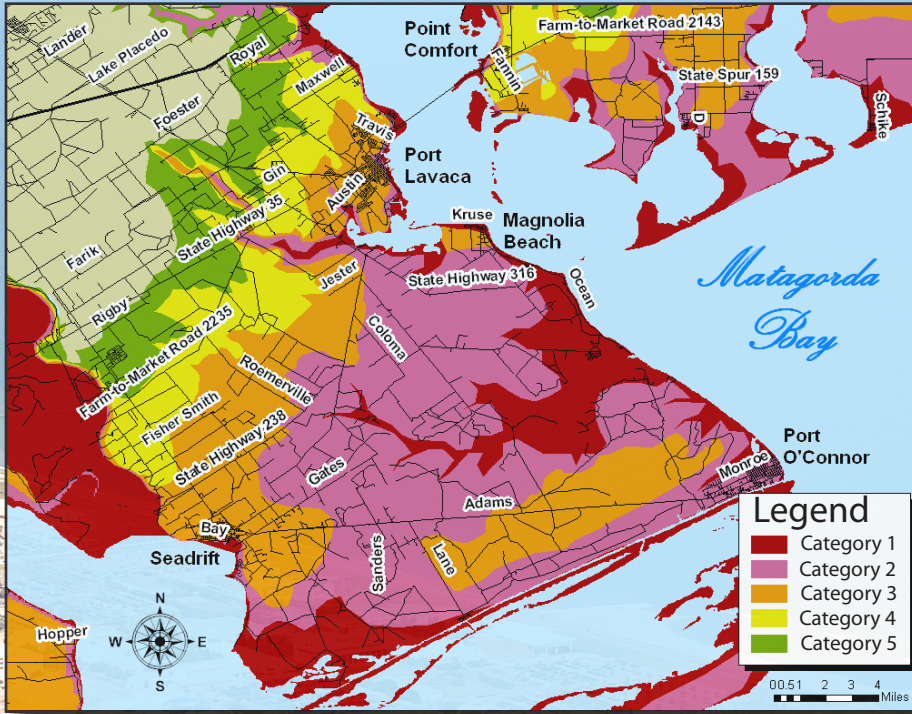 Lander
Lake Placedo
Royal
Maxwell
Foester
Point
Comfort
Fannin
Farm-to-Market Road 2143
State Spur 159
D
Schike
Travis
Port
Lavaca
Gin
Austin
State Highway 35
Kruse
Magnolia
Beach
Farik
Rigby
Jester
State Highway 316
Ocean
Matagorda
Bay
Farm-to-Market Road 2235
Coloma
Roemerville
Fisher Smith
State Highway 238
Gates
Port
O'Connor
Monroe
Adams
Bay
Seadrift
Sanders
Lane
Hopper
N
W
E
S
Legend
Category 1
Category 2
Category 3
Category 4
Category 5
0 0.5 1 2 3 4
Miles